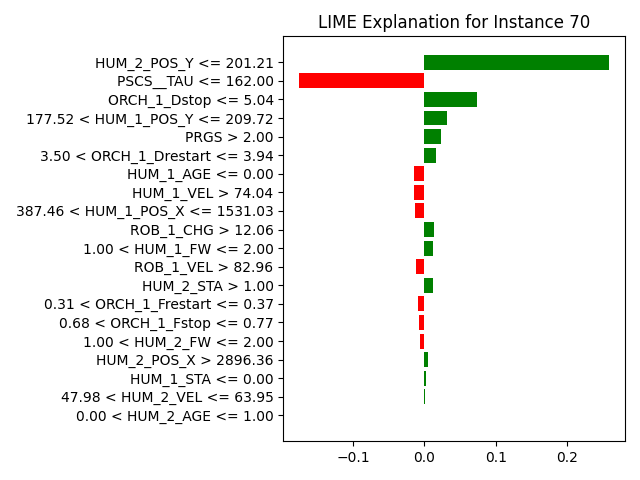 LIME Explanation for Instance 70
HUM_2_POS_Y <= 201.21
PSCS__TAU <= 162.00
ORCH_1_Dstop <= 5.04
177.52 < HUM_1_POS_Y <= 209.72
PRGS > 2.00
3.50 < ORCH_1_Drestart <= 3.94
HUM_1_AGE <= 0.00
HUM_1_VEL > 74.04
387.46 < HUM_1_POS_X <= 1531.03
ROB_1_CHG > 12.06
1.00 < HUM_1_FW <= 2.00
ROB_1_VEL > 82.96
HUM_2_STA > 1.00
0.31 < ORCH_1_Frestart <= 0.37
0.68 < ORCH_1_Fstop <= 0.77
1.00 < HUM_2_FW <= 2.00
HUM_2_POS_X > 2896.36
HUM_1_STA <= 0.00
47.98 < HUM_2_VEL <= 63.95
0.00 < HUM_2_AGE <= 1.00
−0.1 0.0 0.1 0.2